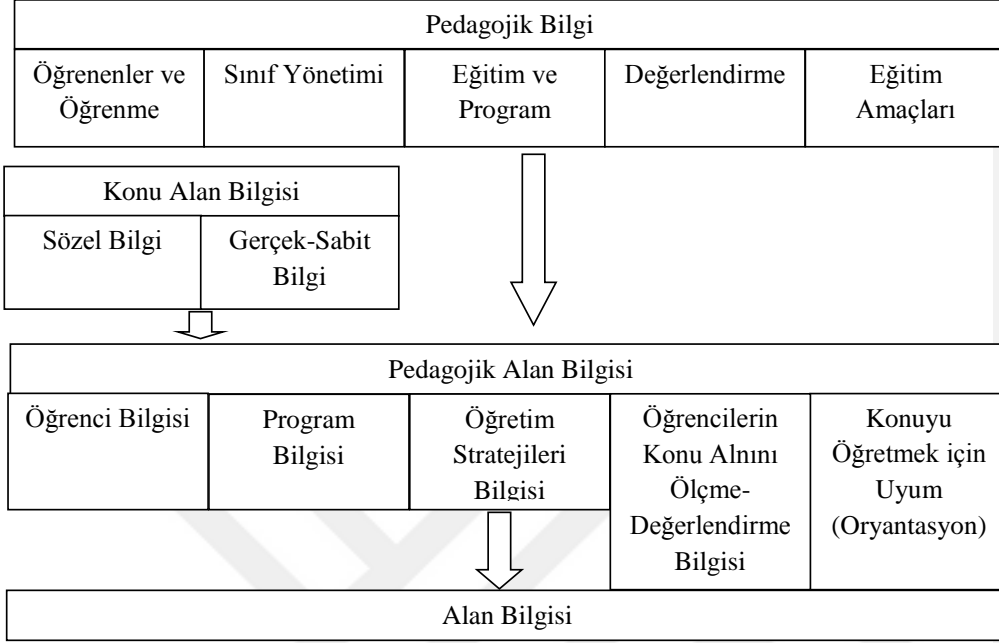 Pedagojik Bilgi
Öğrenenler ve
Öğrenme
Sınıf Yönetimi
Eğitim ve
Program
Değerlendirme
Eğitim
Amaçları
Konu Alan Bilgisi
Sözel Bilgi
Gerçek-Sabit
Bilgi
Pedagojik Alan Bilgisi
Öğrenci Bilgisi
Program
Bilgisi
Öğretim
Stratejileri
Bilgisi
Öğrencilerin
Konu Alnını
Ölçme-
Değerlendirme
Bilgisi
Konuyu
Öğretmek için
Uyum
(Oryantasyon)
Alan Bilgisi